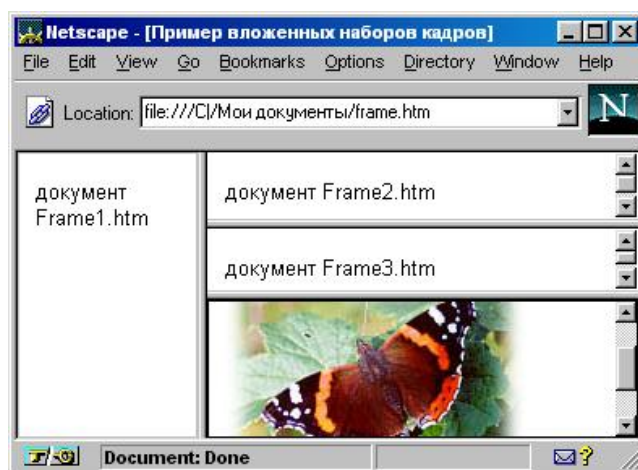 Netscape - [Пример вложенных наборов кадров]
File Edit View Go Bookmarks Options Directory Window Help
Location: file:///C|/Мои документы/frame.htm
N
документ
Frame1.htm
документ Frame2.htm
документ Frame3.htm
Document: Done